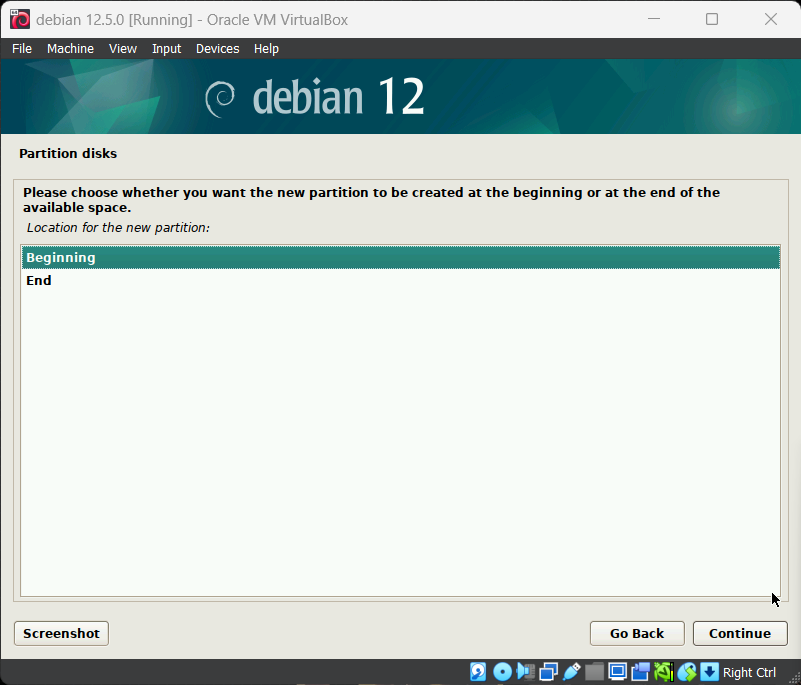 debian 12.5.0 [Running] - Oracle VM VirtualBox
File Machine View Input Devices Help
debian 12
Partition disks
Please choose whether you want the new partition to be created at the beginning or at the end of the
available space.
Location for the new partition:
Beginning
End
Screenshot Go Back Continue
Right Ctrl